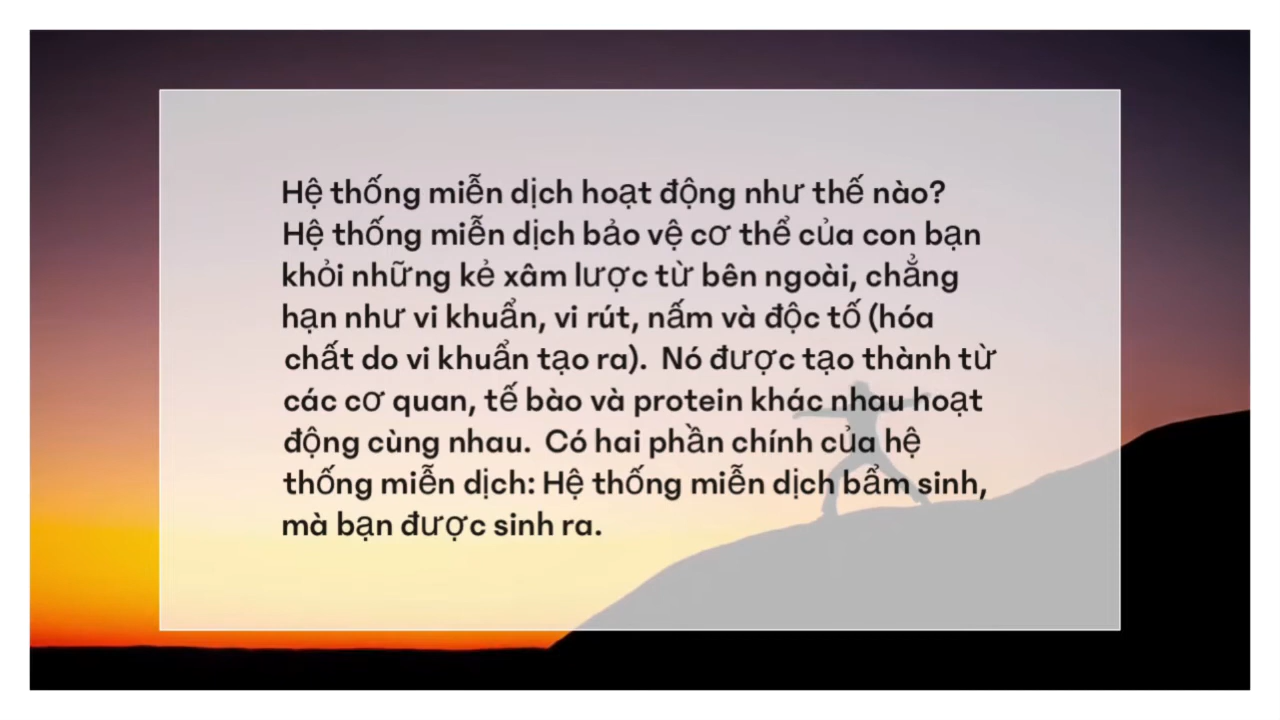 Hệ thống miễn dịch hoạt động như thế nào?
Hệ thống miễn dịch bảo vệ cơ thể của con bạn
khỏi những kẻ xâm lược từ bên ngoài, chẳng
hạn như vi khuẩn, vi rút, nấm và độc tố (hóa
chất do vi khuẩn tạo ra).  Nó được tạo thành từ
các cơ quan, tế bào và protein khác nhau hoạt
động cùng nhau.  Có hai phần chính của hệ
thống miễn dịch: Hệ thống miễn dịch bẩm sinh,
mà bạn được sinh ra.